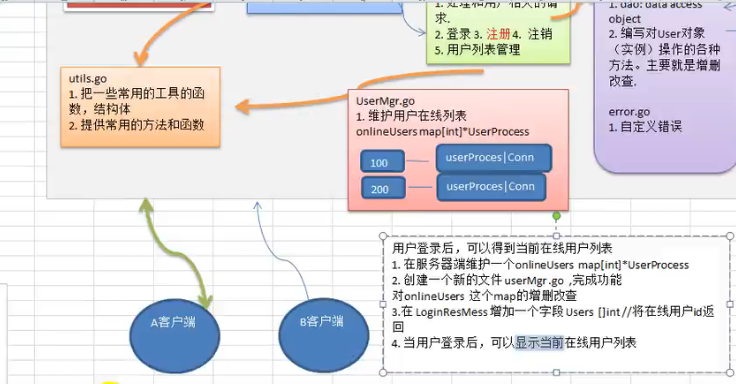 1. 处理和用户相关的请
求.
2. 登录 3. 注册 4. 注销
5. 用户列表管理
1. dao: data access
object
2. 编写对User对象
（实例）操作的各种
方法。主要就是增删
改查.
error.go
1. 自定义错误
utils.go
1. 把一些常用的工具的函
数，结构体
2. 提供常用的方法和函数
UserMgr.go
1. 维护用户在线列表
onlineUsers map[int]*UserProcess
100
userProces|Conn
200
userProces|Conn
A客户端
B客户端
用户登录后，可以得到当前在线用户列表
1. 在服务器端维护一个onlineUsers map[int]*UserProcess
2. 创建一个新的文件 userMgr.go ,完成功能
对onlineUsers 这个map的增删改查
3.在 LoginResMess 增加一个字段 Users []int //将在线用户id返
回
4. 当用户登录后，可以显示当前在线用户列表